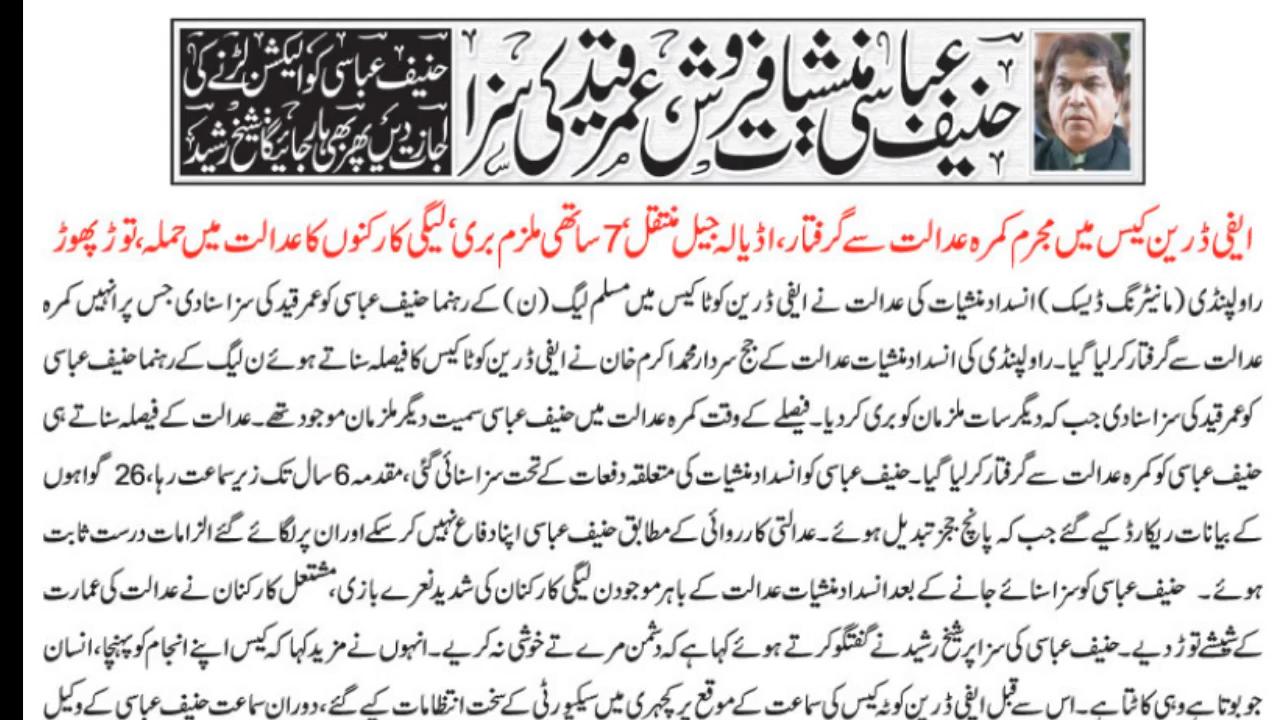 حنیف عباسی منشیات فروش عمر قید کی سزا
حنیف عباسی کو الیکشن لڑنے کی
اجازت دیں پھر بھی ہار جائیگا شیخ رشید
ایفی ڈرین کیس میں مجرم کمرہ عدالت سے گرفتار، اڈیالہ جیل منتقل، 7 ساتھی ملزم بری، لیگی کارکنوں کا عدالت میں حملہ، توڑ پھوڑ
راولپنڈی (مانیٹرنگ ڈیسک) انسداد منشیات کی عدالت نے ایفی ڈرین کوٹا کیس میں مسلم لیگ (ن) کے رہنما حنیف عباسی کو عمر قید کی سزا سنا دی جس پر انہیں کمرہ
عدالت سے گرفتار کر لیا گیا۔ راولپنڈی کی انسداد منشیات عدالت کے جج سردار محمد اکرم خان نے ایفی ڈرین کوٹا کیس کا فیصلہ سناتے ہوئے ن لیگ کے رہنما حنیف عباسی
کو عمر قید کی سزا سنا دی جب کہ دیگر سات ملزمان کو بری کر دیا۔ فیصلے کے وقت کمرہ عدالت میں حنیف عباسی سمیت دیگر ملزمان موجود تھے۔ عدالت کے فیصلہ سناتے ہی
حنیف عباسی کو کمرہ عدالت سے گرفتار کر لیا گیا۔ حنیف عباسی کو انسداد منشیات کی متعلقہ دفعات کے تحت سزا سنائی گئی، مقدمہ 6 سال تک زیر سماعت رہا، 26 گواہوں
کے بیانات ریکارڈ کیے گئے جب کہ پانچ ججز تبدیل ہوئے۔ عدالتی کارروائی کے مطابق حنیف عباسی اپنا دفاع نہیں کر سکے اور ان پر لگائے گئے الزامات درست ثابت
ہوئے۔ حنیف عباسی کو سزا سنائے جانے کے بعد انسداد منشیات عدالت کے باہر موجود ن لیگی کارکنان کی شدید نعرے بازی، مشتعل کارکنان نے عدالت کی عمارت
کے شیشے توڑ دیے۔ حنیف عباسی کی سزا پر شیخ رشید نے گفتگو کرتے ہوئے کہا ہے کہ دشمن مرے تے خوشی نہ کریے۔ انہوں نے مزید کہا کہ کیس اپنے انجام کو پہنچا، انسان
جو بوتا ہے وہی کاٹتا ہے۔ اس سے قبل ایفی ڈرین کوٹہ کیس کی سماعت کے موقع پر کچہری میں سیکیورٹی کے سخت انتظامات کیے گئے، دوران سماعت حنیف عباسی کے وکیل